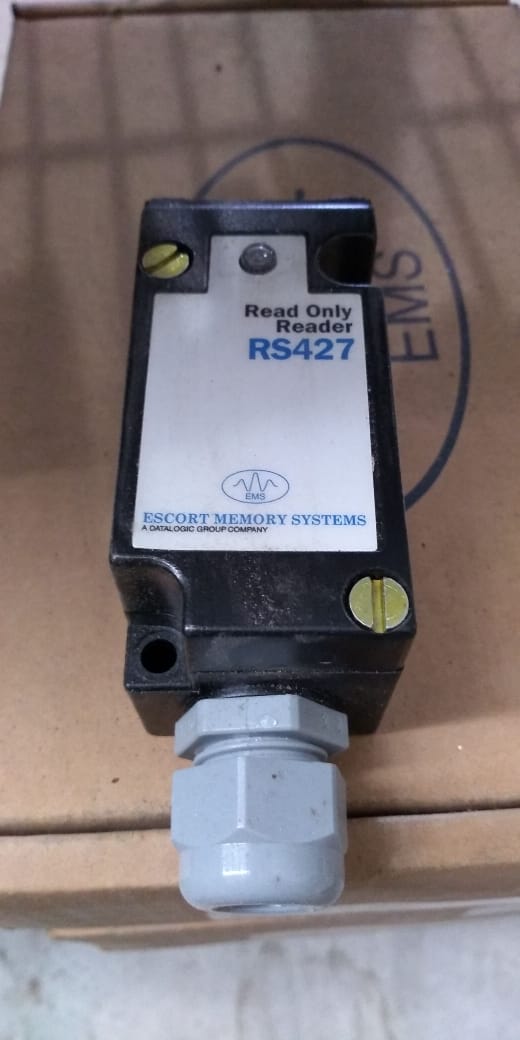 Read Only
Reader
RS427
EMS
ESCORT MEMORY SYSTEMS
A DATALOGIC GROUP COMPANY
EMS